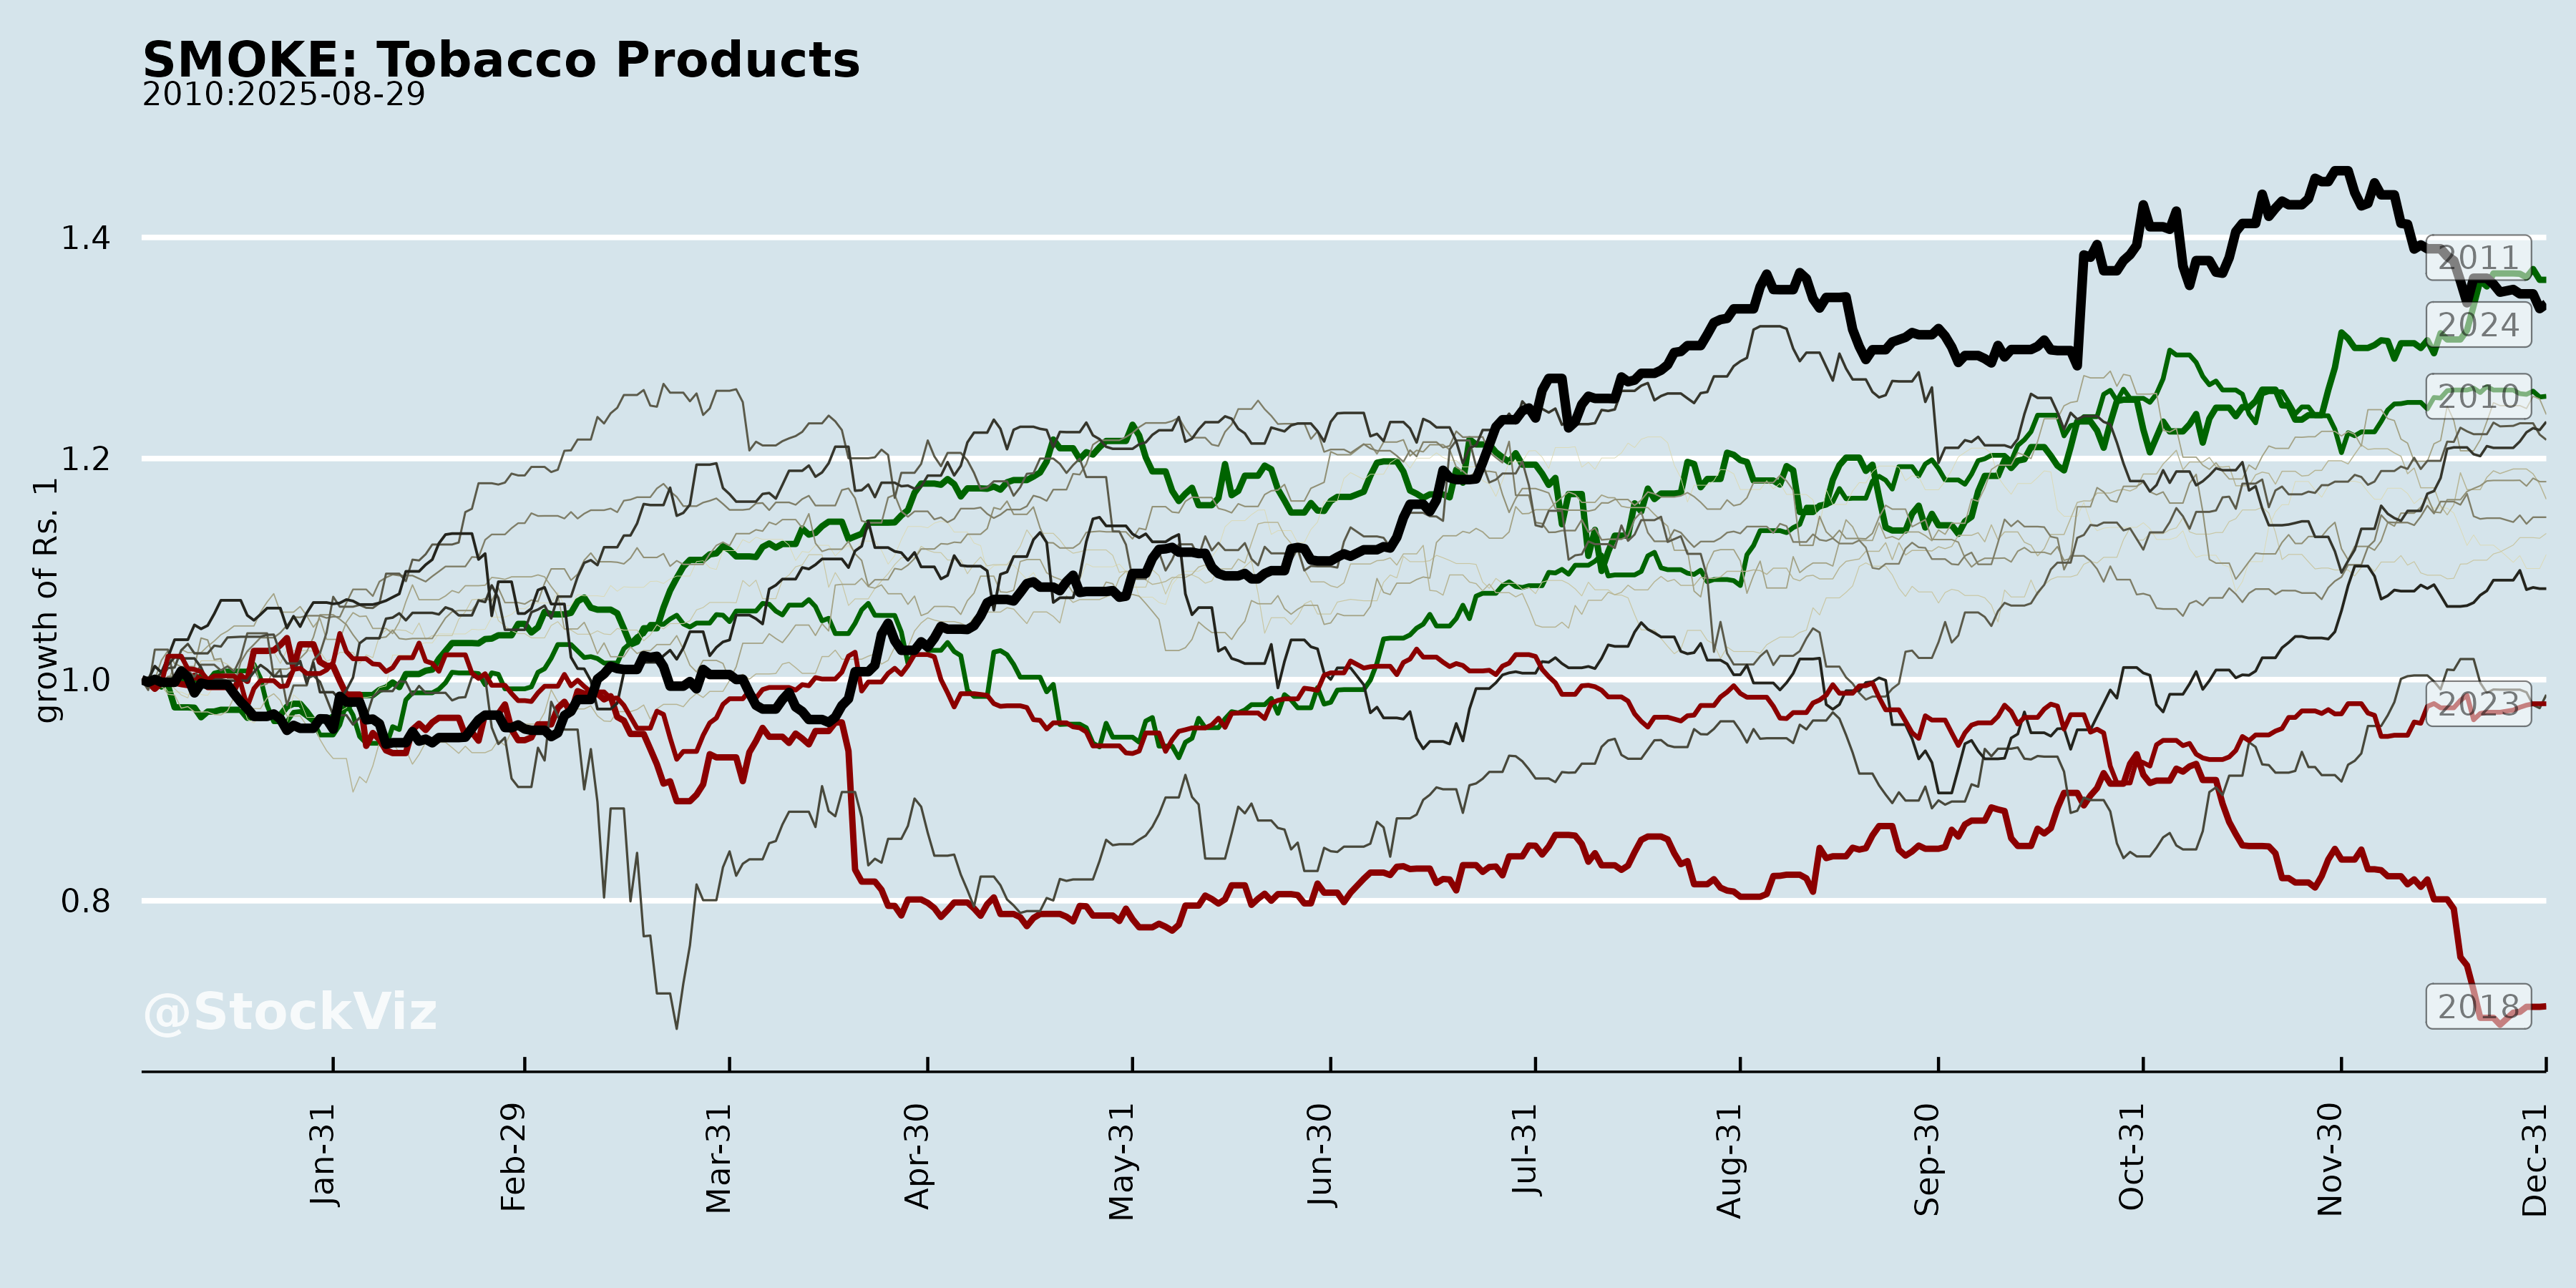 SMOKE: Tobacco Products
2010:2025-08-29
growth of Rs. 1
1.4
1.2
1.0
0.8
2011
2024
2010
2023
2018
@StockViz
Jan-31
Feb-29
Mar-31
Apr-30
May-31
Jun-30
Jul-31
Aug-31
Sep-30
Oct-31
Nov-30
Dec-31